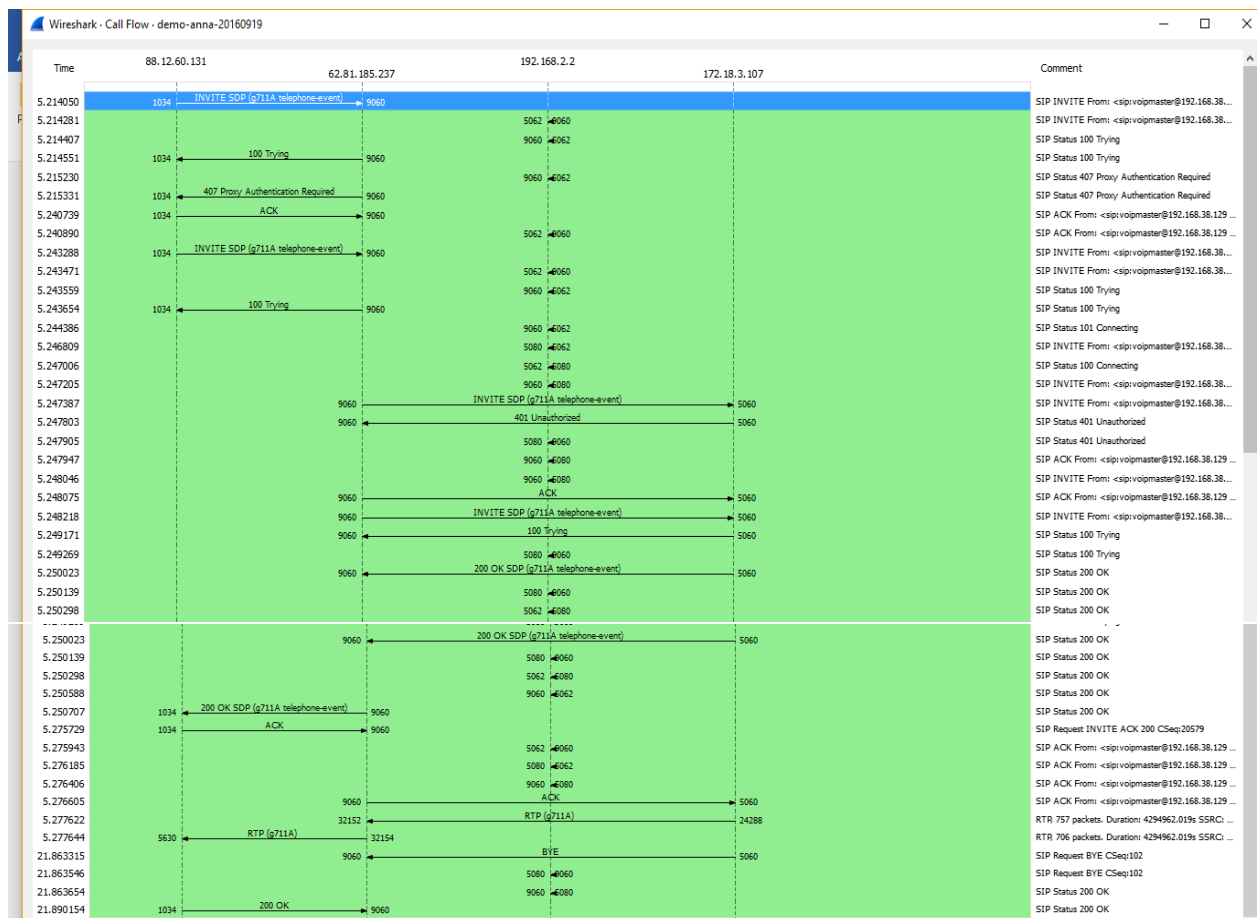 Wireshark · Call Flow · demo-anna-20160919
Time 88.12.60.131 62.81.185.237 192.168.2.2 172.18.3.107 Comment
5.214050 1034 INVITE SDP (g711A telephone-event) 9060 SIP INVITE From: <sip:voipmaster@192.168.38....
5.214281 5062 9060 SIP INVITE From: <sip:voipmaster@192.168.38....
5.214407 9060 5062 SIP Status 100 Trying
5.214551 1034 100 Trying 9060 SIP Status 100 Trying
5.215230 9060 5062 SIP Status 407 Proxy Authentication Required
5.215331 1034 407 Proxy Authentication Required 9060 SIP Status 407 Proxy Authentication Required
5.240739 1034 ACK 9060 SIP ACK From: <sip:voipmaster@192.168.38.129 ...
5.240890 5062 9060 SIP ACK From: <sip:voipmaster@192.168.38.129 ...
5.243288 1034 INVITE SDP (g711A telephone-event) 9060 SIP INVITE From: <sip:voipmaster@192.168.38....
5.243471 5062 9060 SIP INVITE From: <sip:voipmaster@192.168.38....
5.243559 9060 5062 SIP Status 100 Trying
5.243654 1034 100 Trying 9060 SIP Status 100 Trying
5.244386 9060 5062 SIP Status 101 Connecting
5.246809 5080 5062 SIP INVITE From: <sip:voipmaster@192.168.38....
5.247006 5062 5080 SIP Status 100 Connecting
5.247205 9060 5080 SIP INVITE From: <sip:voipmaster@192.168.38....
5.247387 9060 INVITE SDP (g711A telephone-event) 5060 SIP INVITE From: <sip:voipmaster@192.168.38....
5.247803 9060 401 Unauthorized 5060 SIP Status 401 Unauthorized
5.247905 5080 9060 SIP Status 401 Unauthorized
5.247947 9060 5080 SIP ACK From: <sip:voipmaster@192.168.38.129 ...
5.248046 9060 5080 SIP INVITE From: <sip:voipmaster@192.168.38....
5.248075 9060 ACK 5060 SIP ACK From: <sip:voipmaster@192.168.38.129 ...
5.248218 9060 INVITE SDP (g711A telephone-event) 5060 SIP INVITE From: <sip:voipmaster@192.168.38....
5.249171 9060 100 Trying 5060 SIP Status 100 Trying
5.249269 5080 9060 SIP Status 100 Trying
5.250023 9060 200 OK SDP (g711A telephone-event) 5060 SIP Status 200 OK
5.250139 5080 9060 SIP Status 200 OK
5.250298 5062 5080 SIP Status 200 OK
5.250023 9060 200 OK SDP (g711A telephone-event) 5060 SIP Status 200 OK
5.250139 5080 9060 SIP Status 200 OK
5.250298 5062 5080 SIP Status 200 OK
5.250588 9060 5062 SIP Status 200 OK
5.250707 1034 200 OK SDP (g711A telephone-event) 9060 SIP Status 200 OK
5.275729 1034 ACK 9060 SIP Request INVITE ACK 200 CSeq:20579
5.275943 5062 9060 SIP ACK From: <sip:voipmaster@192.168.38.129 ...
5.276185 5080 5062 SIP ACK From: <sip:voipmaster@192.168.38.129 ...
5.276406 9060 5080 SIP ACK From: <sip:voipmaster@192.168.38.129 ...
5.276605 9060 ACK 5060 SIP ACK From: <sip:voipmaster@192.168.38.129 ...
5.277622 32152 RTP (g711A) 24288 RTP, 757 packets. Duration: 4294962.019s SSRC: ...
5.277644 5630 RTP (g711A) 32154 RTP, 706 packets. Duration: 4294962.019s SSRC: ...
21.863315 9060 BYE 5060 SIP Request BYE CSeq:102
21.863546 5080 9060 SIP Request BYE CSeq:102
21.863654 9060 5080 SIP Status 200 OK
21.890154 1034 200 OK 9060 SIP Status 200 OK